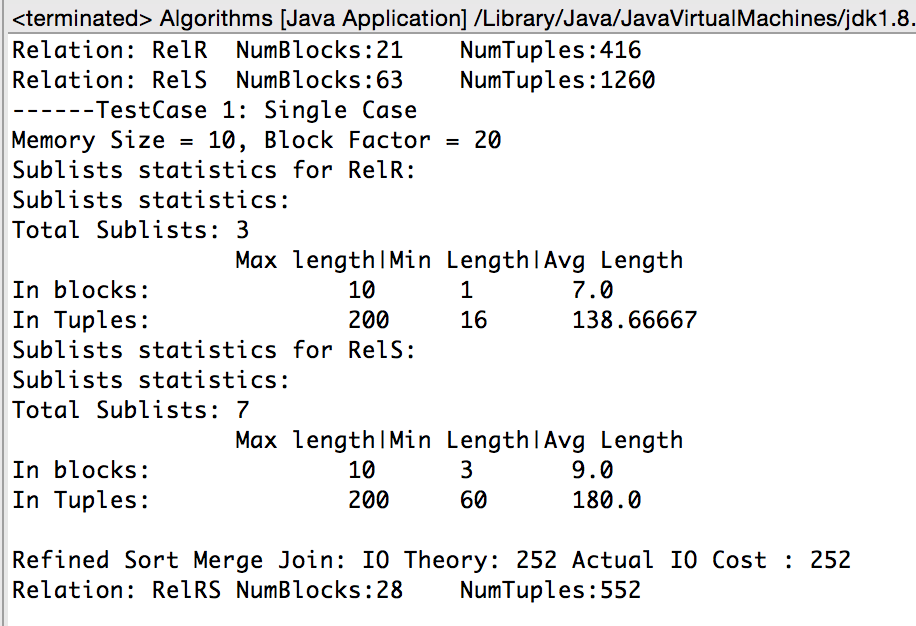 <terminated> Algorithms [Java Application] /Library/Java/JavaVirtualMachines/jdk1.8.
Relation: RelR  NumBlocks:21    NumTuples:416
Relation: RelS  NumBlocks:63    NumTuples:1260
------TestCase 1: Single Case
Memory Size = 10, Block Factor = 20
Sublists statistics for RelR:
Sublists statistics:
Total Sublists: 3
                Max length|Min Length|Avg Length
In blocks:              10      1       7.0
In Tuples:              200     16      138.66667
Sublists statistics for RelS:
Sublists statistics:
Total Sublists: 7
                Max length|Min Length|Avg Length
In blocks:              10      3       9.0
In Tuples:              200     60      180.0
Refined Sort Merge Join: IO Theory: 252 Actual IO Cost : 252
Relation: RelRS NumBlocks:28    NumTuples:552